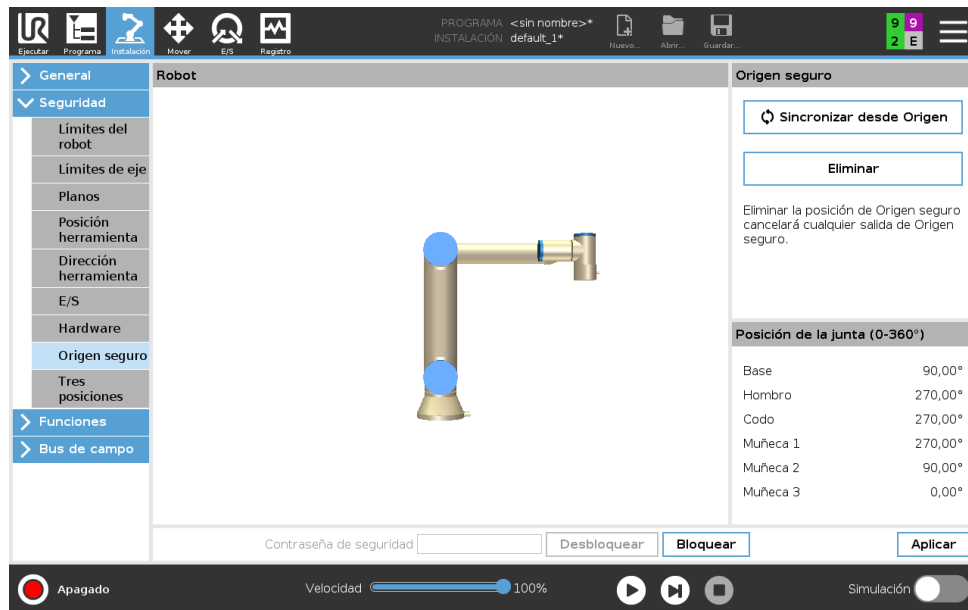 PROGRAMA <sin nombre>*
INSTALACIÓN default_1*
Ejecutar Programa Instalación Mover E/S Registro Nuevo... Abrir... Guardar...
9 9
2 E
General
Seguridad
Límites del
robot
Límites de eje
Planos
Posición
herramienta
Dirección
herramienta
E/S
Hardware
Origen seguro
Tres
posiciones
Funciones
Bus de campo
Robot
Origen seguro
Sincronizar desde Origen
Eliminar
Eliminar la posición de Origen seguro
cancelará cualquier salida de Origen
seguro.
Posición de la junta (0-360°)
Base 90,00°
Hombro 270,00°
Codo 270,00°
Muñeca 1 270,00°
Muñeca 2 90,00°
Muñeca 3 0,00°
Contraseña de seguridad Desbloquear Bloquear Aplicar
Apagado Velocidad 100% Simulación